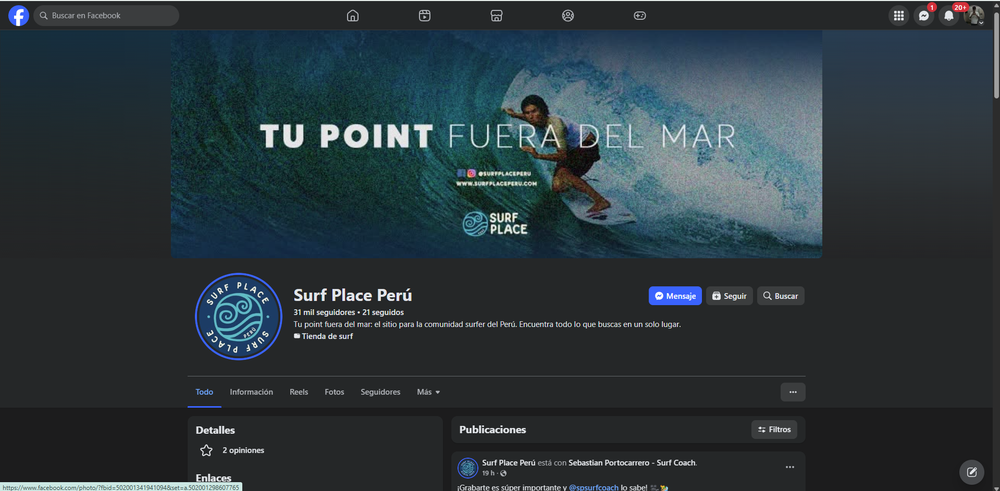 Buscar en Facebook
1
20+
TU POINT FUERA DEL MAR
@SURFPLACEPERU
WWW.SURFPLACEPERU.COM
SURF
PLACE
SURF PLACE
PERÚ
SURF PLACE
Surf Place Perú
31 mil seguidores • 21 seguidos
Tu point fuera del mar: el sitio para la comunidad surfer del Perú. Encuentra todo lo que buscas en un solo lugar.
Tienda de surf
Mensaje
Seguir
Buscar
Todo
Información
Reels
Fotos
Seguidores
Más
Detalles
2 opiniones
Enlaces
Publicaciones
Filtros
Surf Place Perú está con Sebastian Portocarrero - Surf Coach.
19 h ·
¡Grabarte es súper importante y @spsurfcoach lo sabe!
https://www.facebook.com/photo/?fbid=502001341941094&set=a.502001298607765